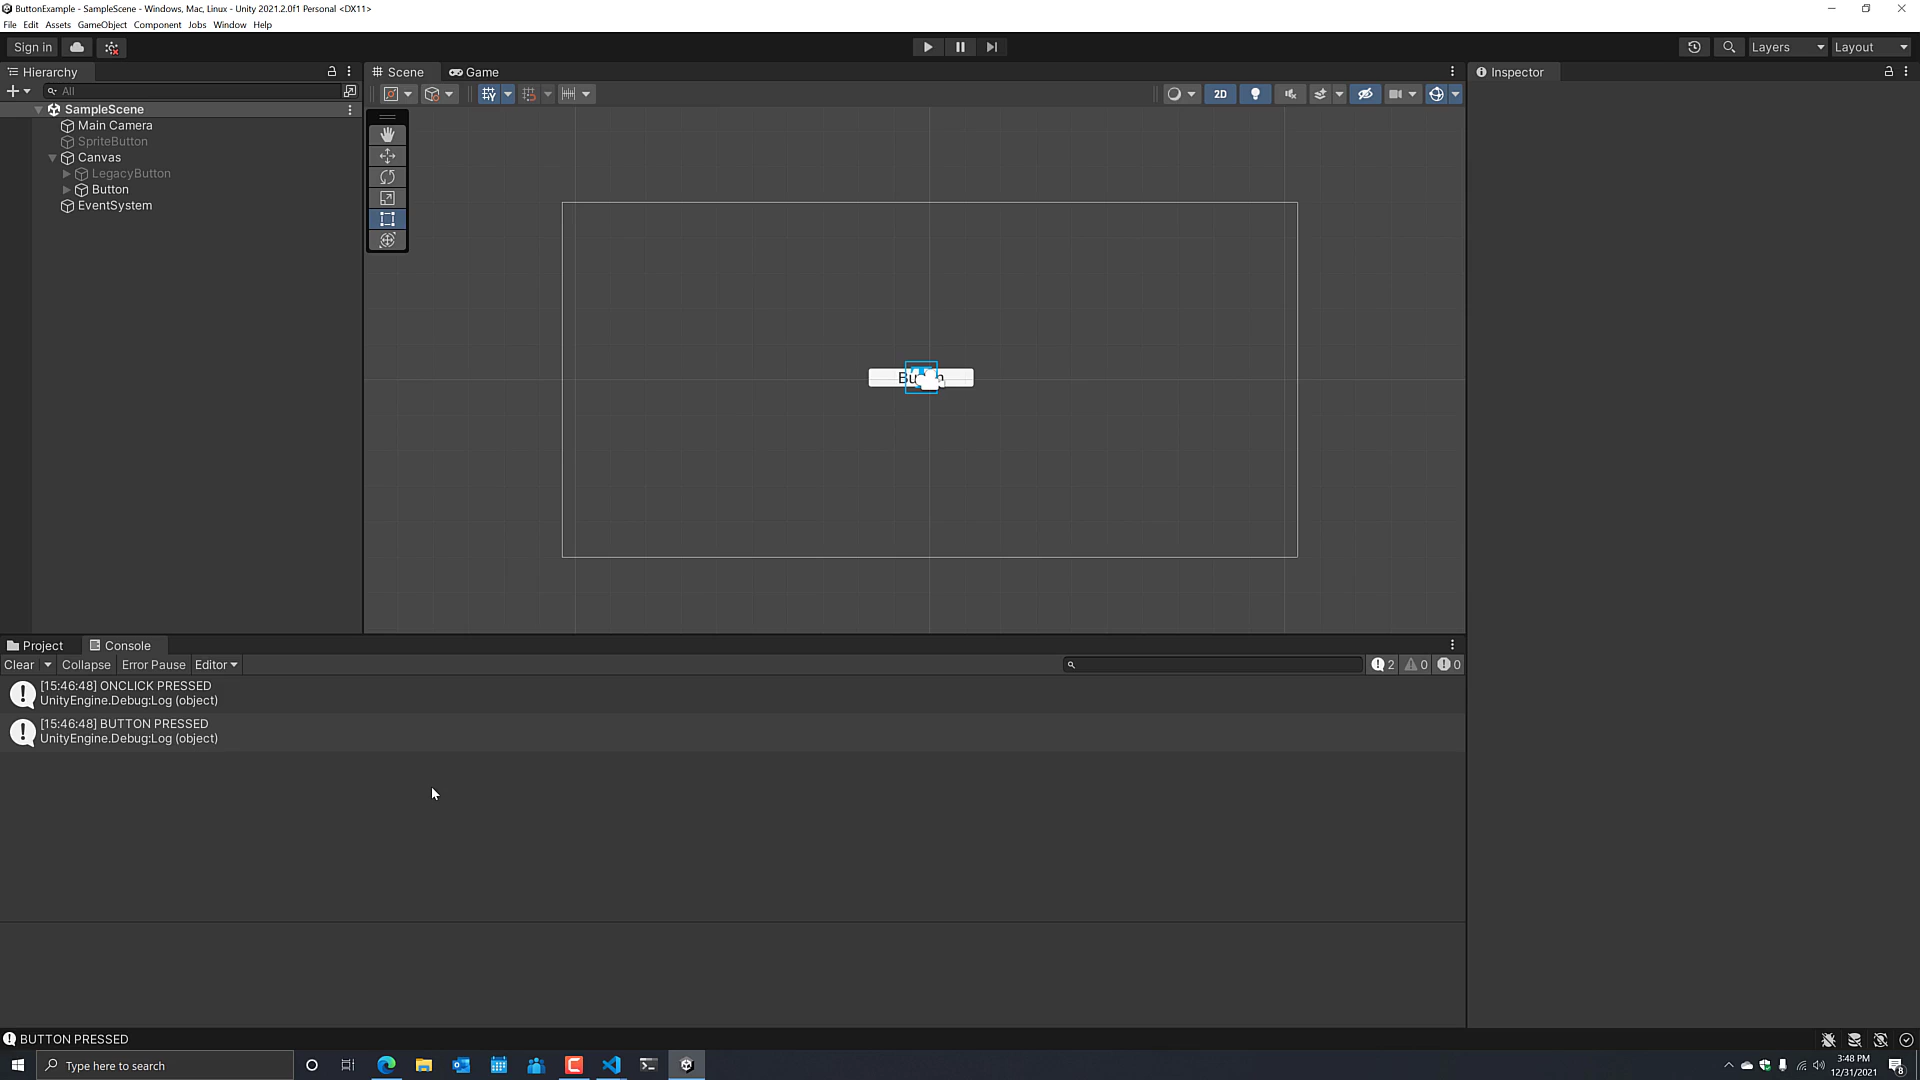 ButtonExample - SampleScene - Windows, Mac, Linux - Unity 2021.2.0f1 Personal <DX11>
File Edit Assets GameObject Component Jobs Window Help
Sign in
Layers
Layout
Hierarchy
Scene
Game
Inspector
All
2D
SampleScene
Main Camera
SpriteButton
Canvas
LegacyButton
Button
EventSystem
Project
Console
Clear
Collapse
Error Pause
Editor
2
0
0
[15:46:48] ONCLICK PRESSED
UnityEngine.Debug:Log (object)
[15:46:48] BUTTON PRESSED
UnityEngine.Debug:Log (object)
BUTTON PRESSED
Type here to search
3:48 PM
12/31/2021